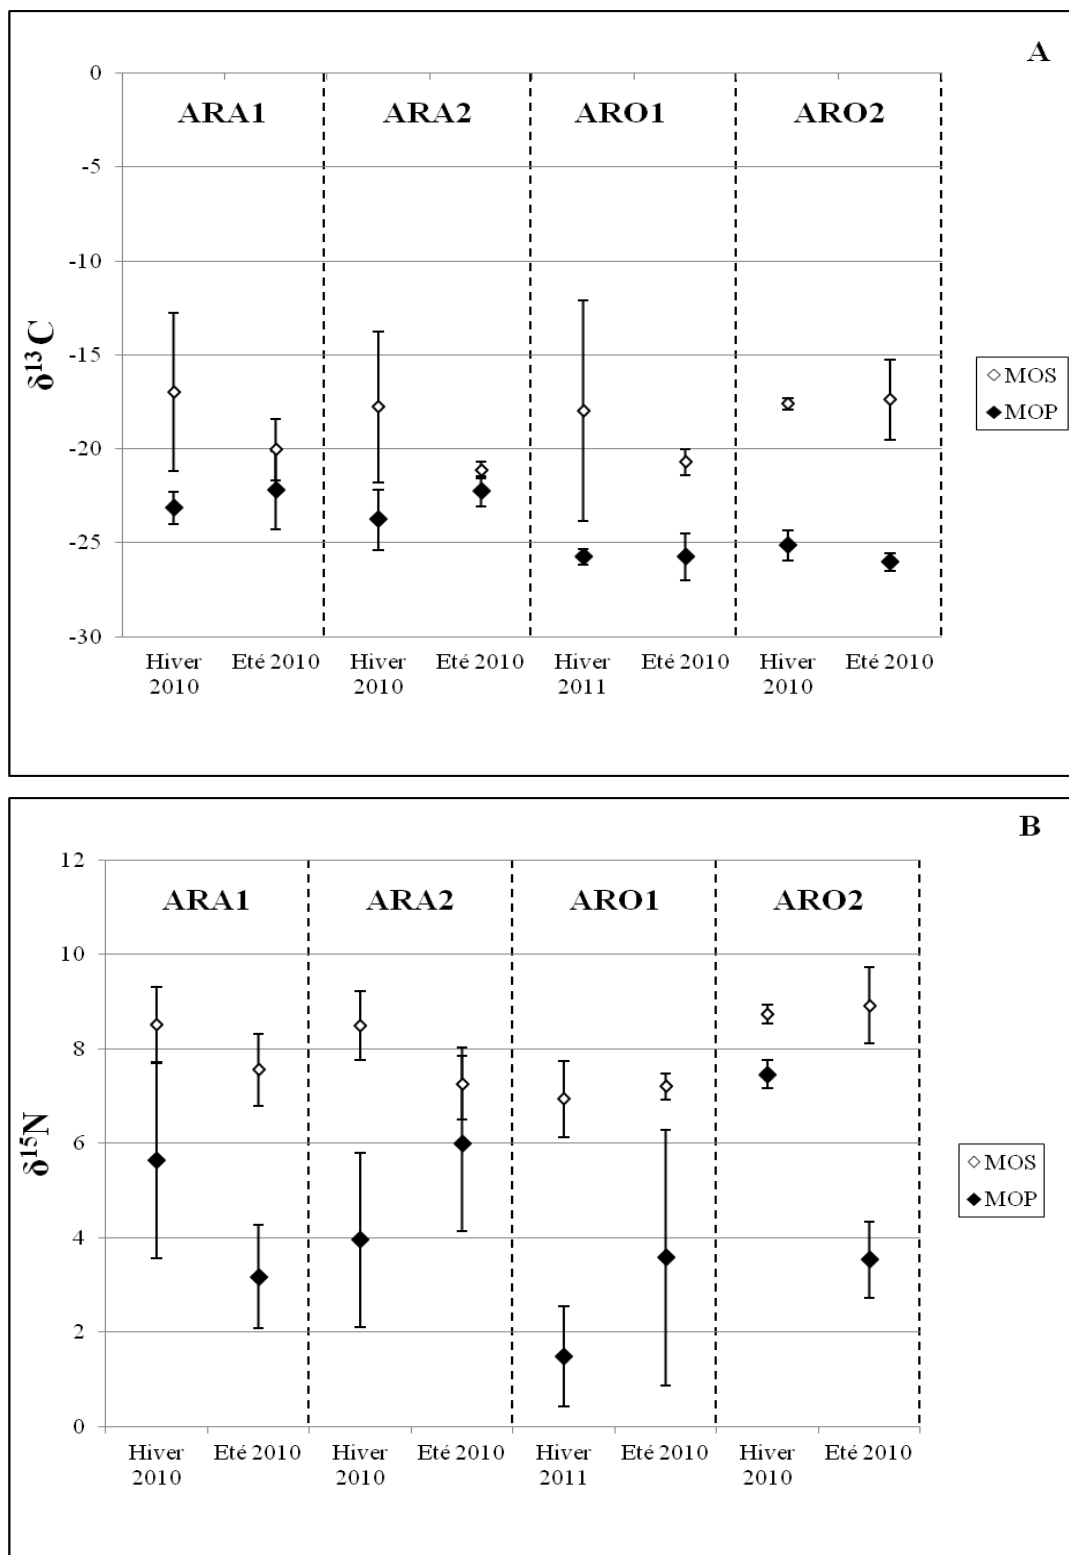 A
0
ARA1 ARA2 ARO1 ARO2
-5
-10
-15
-20
-25
-30
δ¹³C
MOS
MOP
Hiver Eté 2010 Hiver Eté 2010 Hiver Eté 2010 Hiver Eté 2010
2010 2010 2011 2010
B
12
ARA1 ARA2 ARO1 ARO2
10
8
6
4
2
0
δ¹⁵N
MOS
MOP
Hiver Eté 2010 Hiver Eté 2010 Hiver Eté 2010 Hiver Eté 2010
2010 2010 2011 2010